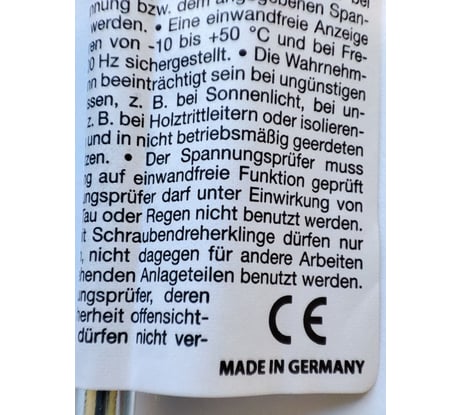 nnung bzw. dem angegebenen Span-
werden. • Eine einwandfreie Anzeige
en von -10 bis +50 °C und bei Fre-
0 Hz sichergestellt. • Die Wahrnehm-
nn beeinträchtigt sein bei ungünstigen
ssen, z. B. bei Sonnenlicht, bei un-
z. B. bei Holztrittleitern oder isolieren-
und in nicht betriebsmäßig geerdeten
zen. • Der Spannungsprüfer muss
g auf einwandfreie Funktion geprüft
ngsprüfer darf unter Einwirkung von
Tau oder Regen nicht benutzt werden.
it Schraubendreherklinge dürfen nur
, nicht dagegen für andere Arbeiten
henden Anlageteilen benutzt werden.
ungsprüfer, deren
erheit offensicht-
dürfen nicht ver-
CE
MADE IN GERMANY